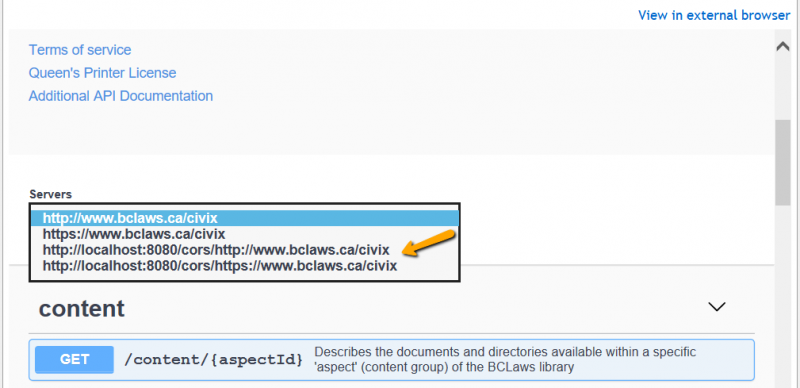 View in external browser
Terms of service
Queen's Printer License
Additional API Documentation
Servers
http://www.bclaws.ca/civix
https://www.bclaws.ca/civix
http://localhost:8080/cors/http://www.bclaws.ca/civix
http://localhost:8080/cors/https://www.bclaws.ca/civix
content
GET /content/{aspectId} Describes the documents and directories available within a specific
'aspect' (content group) of the BCLaws library